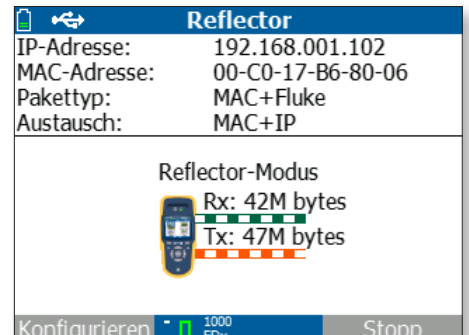 Reflector
IP-Adresse: 192.168.001.102
MAC-Adresse: 00-C0-17-B6-80-06
Pakettyp: MAC+Fluke
Austausch: MAC+IP
Reflector-Modus
Rx: 42M bytes
Tx: 47M bytes
Konfigurieren 1000 Stopp
FDx